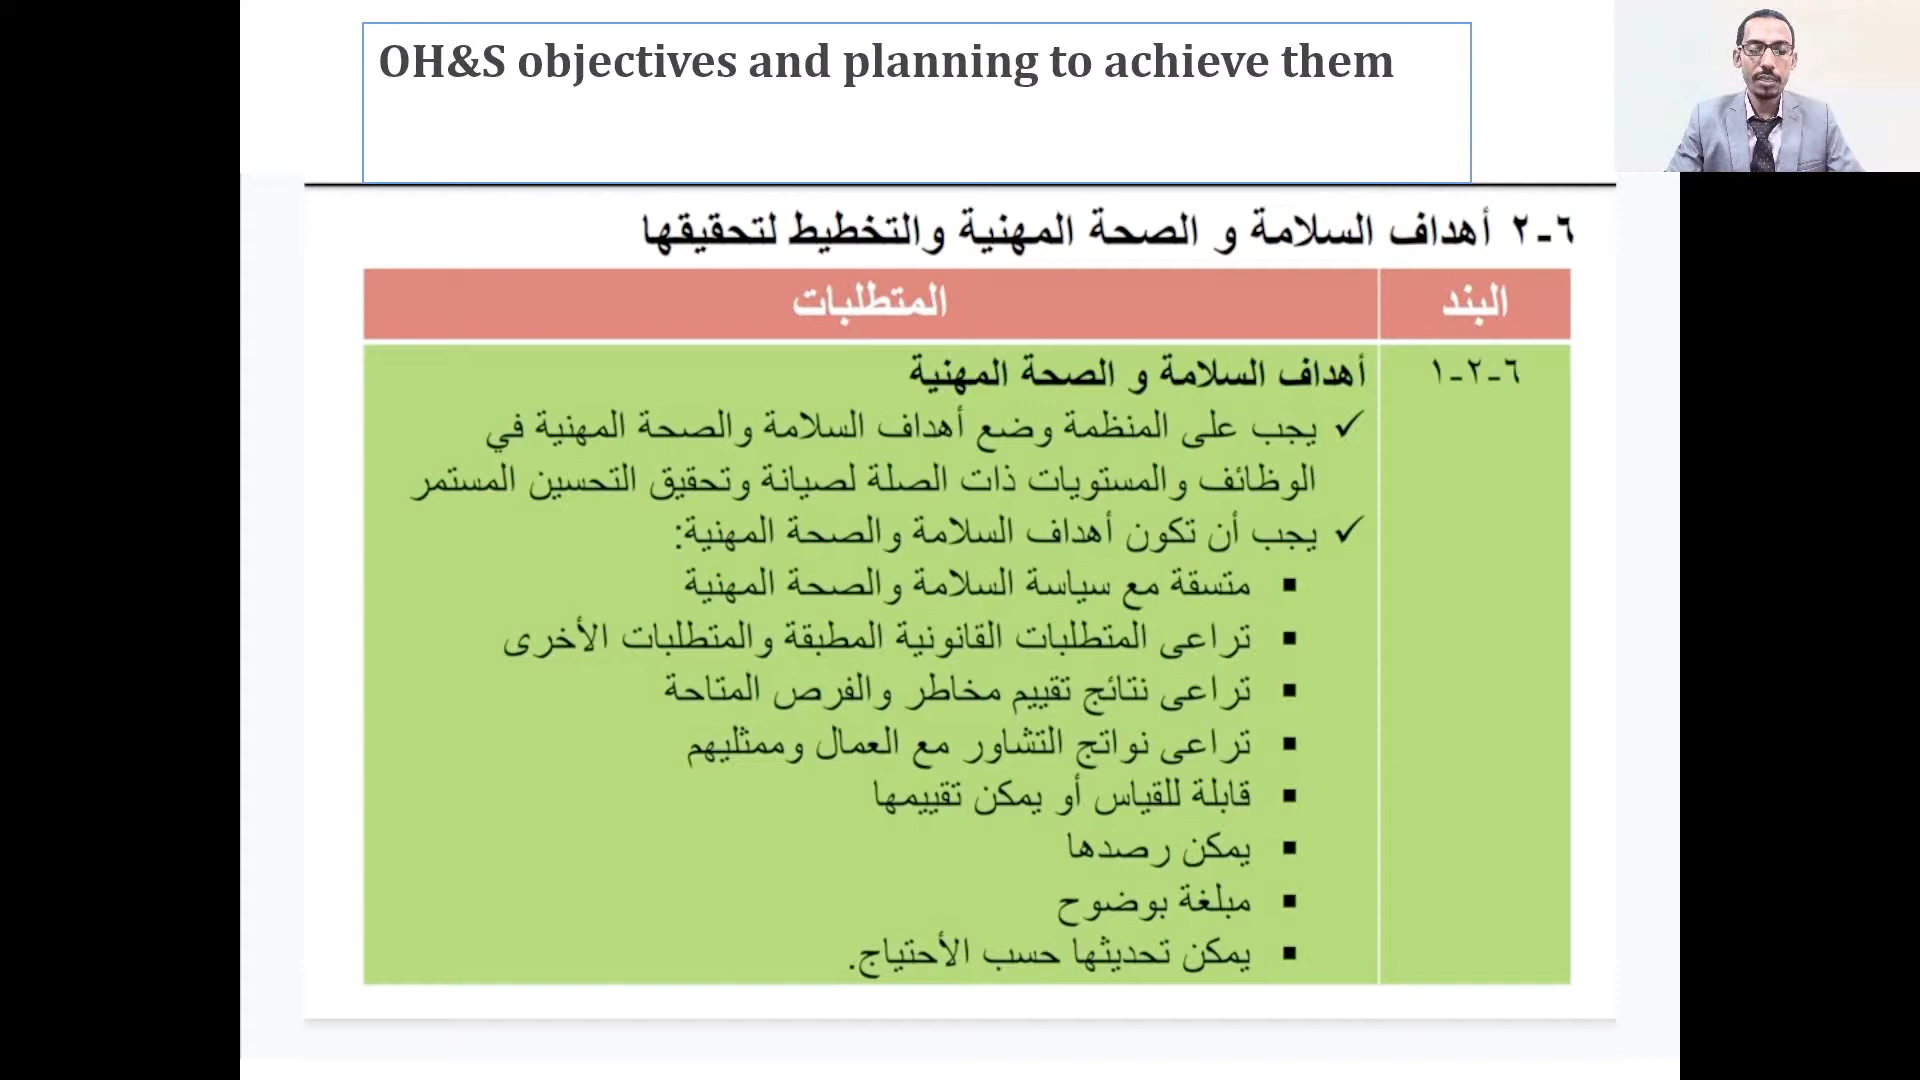 OH&S objectives and planning to achieve them
٦-٢ أهداف السلامة و الصحة المهنية والتخطيط لتحقيقها
البند
المتطلبات
٦-٢-١
أهداف السلامة و الصحة المهنية
✓ يجب على المنظمة وضع أهداف السلامة والصحة المهنية في
الوظائف والمستويات ذات الصلة لصيانة وتحقيق التحسين المستمر
✓ يجب أن تكون أهداف السلامة والصحة المهنية:
▪ متسقة مع سياسة السلامة والصحة المهنية
▪ تراعى المتطلبات القانونية المطبقة والمتطلبات الأخرى
▪ تراعى نتائج تقييم مخاطر والفرص المتاحة
▪ تراعى نواتج التشاور مع العمال وممثليهم
▪ قابلة للقياس أو يمكن تقييمها
▪ يمكن رصدها
▪ مبلغة بوضوح
▪ يمكن تحديثها حسب الأحتياج.